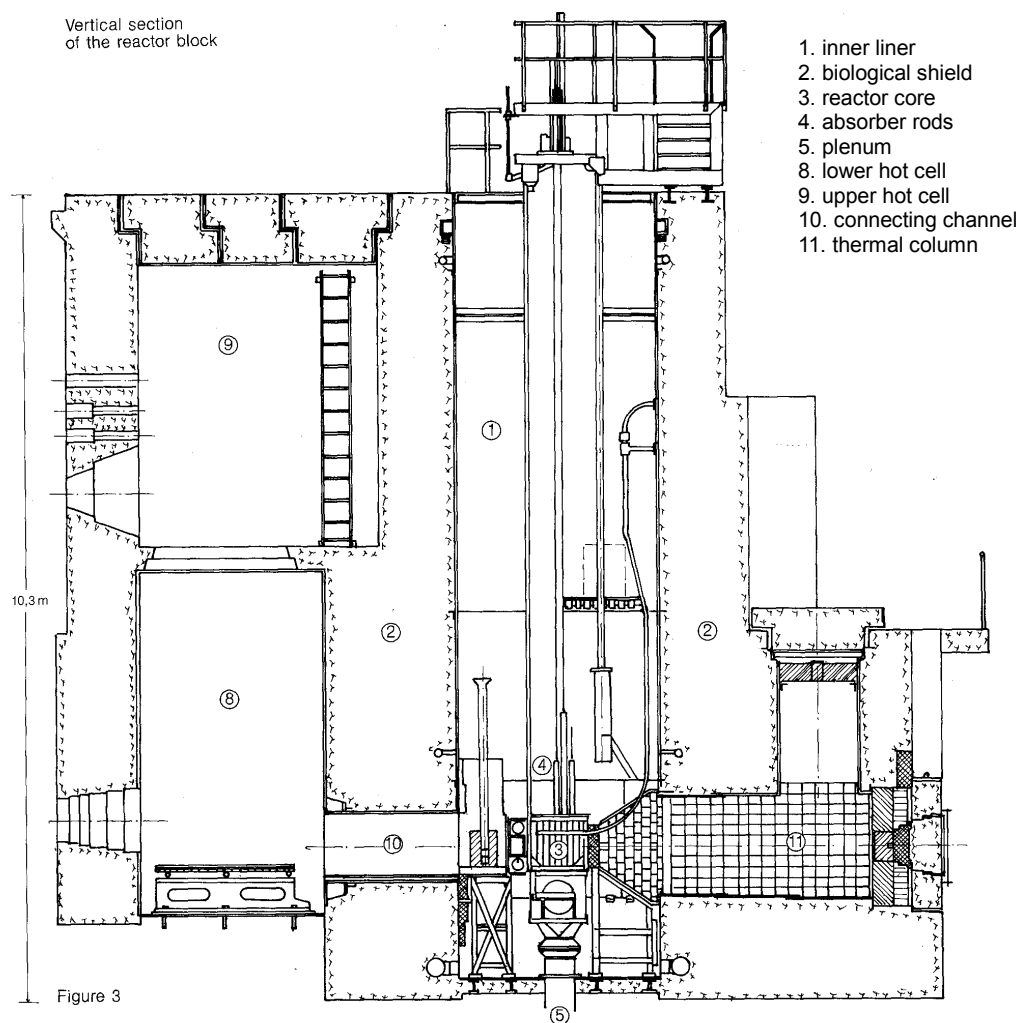 Vertical section
of the reactor block
1. inner liner
2. biological shield
3. reactor core
4. absorber rods
5. plenum
8. lower hot cell
9. upper hot cell
10. connecting channel
11. thermal column
9
1
10,3 m
2
2
8
4
10
3
11
Figure 3
5